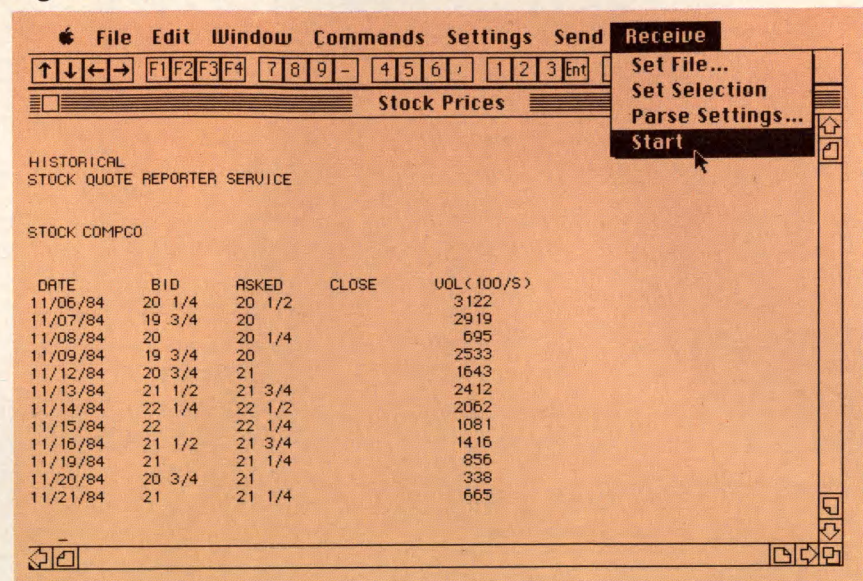 File Edit Window Commands Settings Send Receive
↑ ↓ ← → F1 F2 F3 F4 7 8 9 - 4 5 6 , 1 2 3 Ent
Set File...
Set Selection
Parse Settings...
Start
Stock Prices
HISTORICAL
STOCK QUOTE REPORTER SERVICE
STOCK COMPCO
DATE BID ASKED CLOSE VOL(100/S)
11/06/84 20 1/4 20 1/2 3122
11/07/84 19 3/4 20 2919
11/08/84 20 20 1/4 695
11/09/84 19 3/4 20 2533
11/12/84 20 3/4 21 1643
11/13/84 21 1/2 21 3/4 2412
11/14/84 22 1/4 22 1/2 2062
11/15/84 22 22 1/4 1081
11/16/84 21 1/2 21 3/4 1416
11/19/84 21 21 1/4 856
11/20/84 20 3/4 21 338
11/21/84 21 21 1/4 665